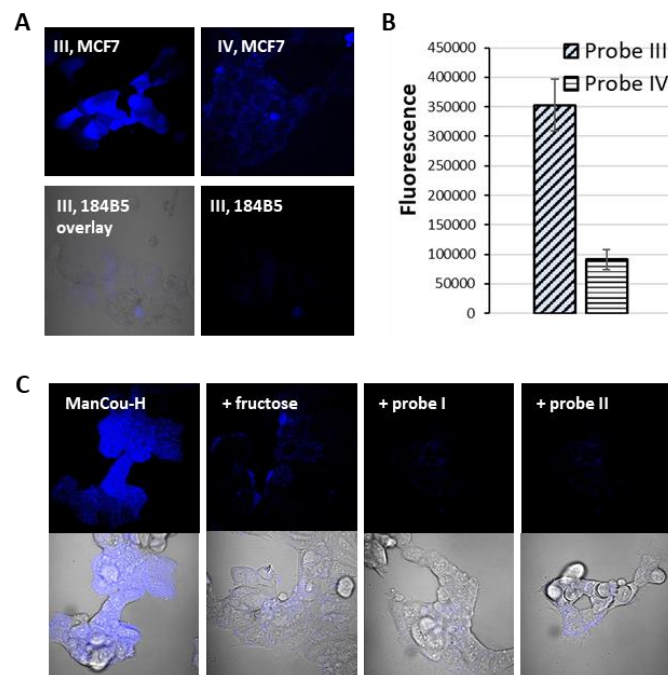 A
III, MCF7
IV, MCF7
III, 184B5
overlay
III, 184B5
B
450000
400000
350000
300000
250000
200000
150000
100000
50000
0
Fluorescence
Probe III
Probe IV
C
ManCou-H
+ fructose
+ probe I
+ probe II